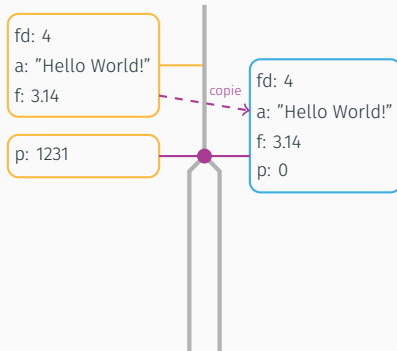 fd: 4
a: ”Hello World!”
f: 3.14
copie
fd: 4
a: ”Hello World!”
f: 3.14
p: 0
p: 1231